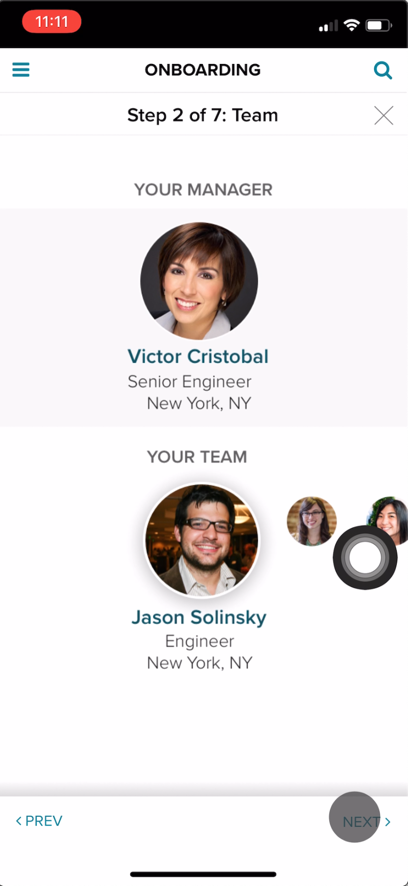 11:11
ONBOARDING
Step 2 of 7: Team
YOUR MANAGER
Victor Cristobal
Senior Engineer
New York, NY
YOUR TEAM
Jason Solinsky
Engineer
New York, NY
< PREV
NEXT >